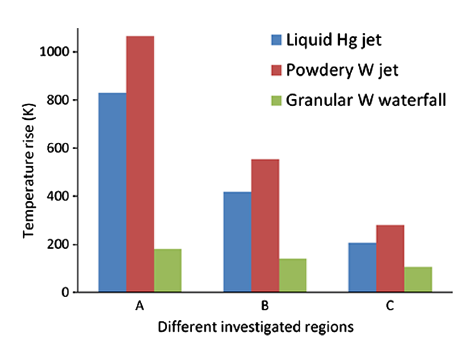 Liquid Hg jet
Powdery W jet
Granular W waterfall
Temperature rise (K)
1000
800
600
400
200
0
A B C
Different investigated regions